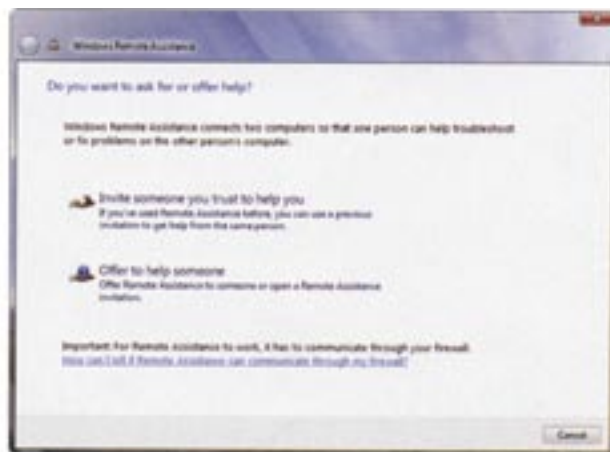 Windows Remote Assistance
Do you want to ask for or offer help?
Windows Remote Assistance connects two computers so that one person can help troubleshoot
or fix problems on the other person's computer.
Invite someone you trust to help you
If you've used Remote Assistance before, you can use a previous
invitation to get help from the same person.
Offer to help someone
Offer Remote Assistance to someone or open a Remote Assistance
invitation.
Important: For Remote Assistance to work, it has to communicate through your firewall.
How can I tell if Remote Assistance can communicate through my firewall?
Cancel